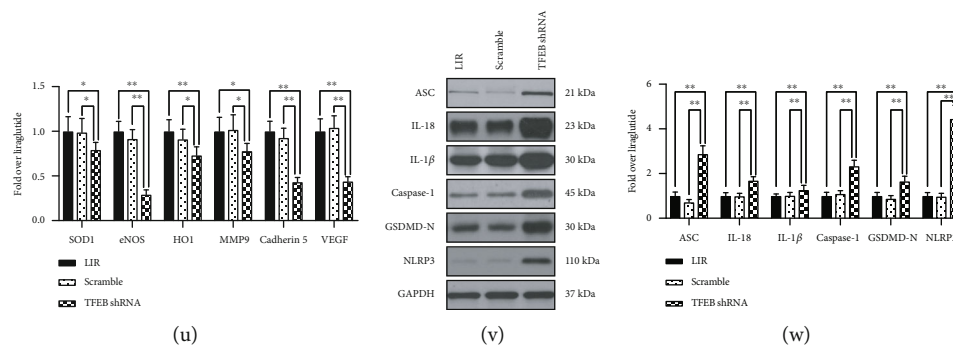 Fold over liraglutide
1.5
1.0
0.5
0.0
* ** ** * ** **
* ** * * ** **
SOD1 eNOS HO1 MMP9 Cadherin 5 VEGF
LIR
Scramble
TFEB shRNA
(u)
LIR Scramble TFEB shRNA
ASC 21 kDa
IL-18 23 kDa
IL-1β 30 kDa
Caspase-1 45 kDa
GSDMD-N 30 kDa
NLRP3 110 kDa
GAPDH 37 kDa
(v)
Fold over liraglutide
6
4
2
0
** ** ** ** ** **
** ** ** ** ** **
ASC IL-18 IL-1β Caspase-1 GSDMD-N
LIR
Scramble
TFEB shRNA
(w)